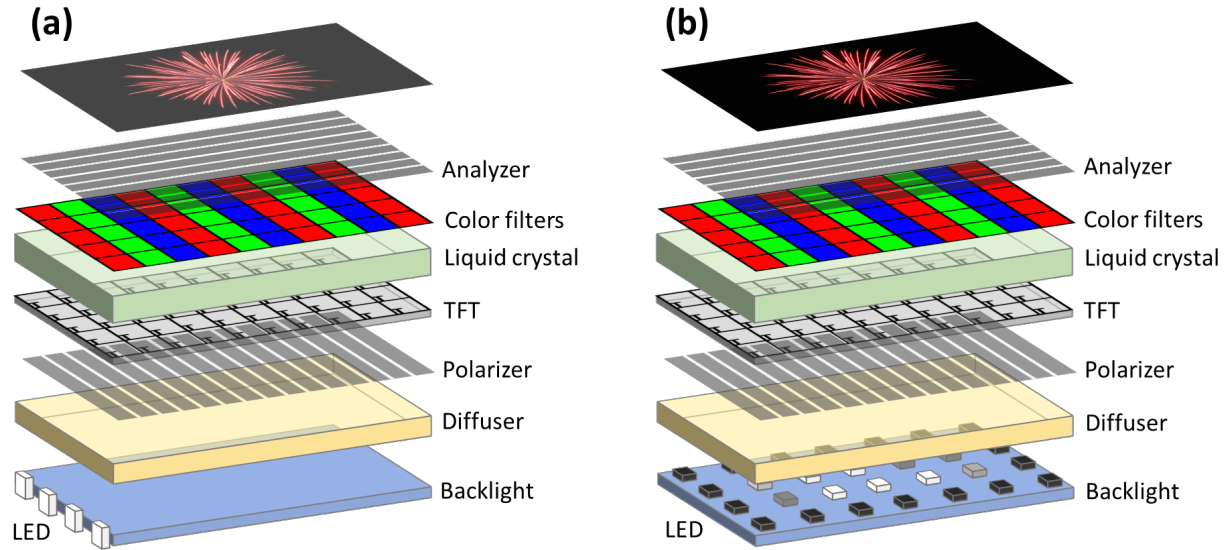 (a)
Analyzer
Color filters
Liquid crystal
TFT
Polarizer
Diffuser
Backlight
LED
(b)
Analyzer
Color filters
Liquid crystal
TFT
Polarizer
Diffuser
Backlight
LED